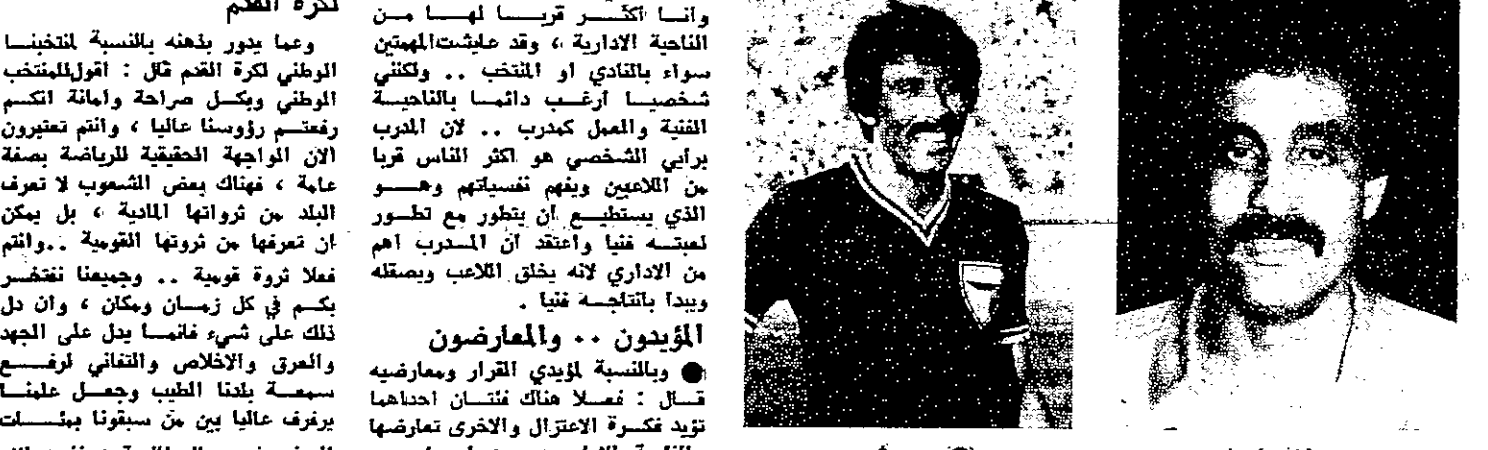 وانا أكثر قربا لها من
الناحية الادارية ، وقد عايشت المهمتين
سواء بالنادي او المنتخب .. ولكنني
شخصيا أرغب دائما بالناحية
الفنية والعمل كمدرب .. لان المدرب
برأيي الشخصي هو اكثر الناس قربا
من اللاعبين ويفهم نفسياتهم وهو
الذي يستطيع أن يتطور مع تطور
لعبته فنيا واعتقد ان المدرب اهم
من الاداري لانه يخلق اللاعب ويصقله
ويبدا بانتاجه فنيا .
المؤيدون .. والمعارضون
● وبالنسبة لمؤيدي القرار ومعارضيه
قال : فعلا هناك فئتان احداهما
تؤيد فكرة الاعتزال والاخرى تعارضها
لكرة القدم
وعما يدور بذهنه بالنسبة لمنتخبنا
الوطني لكرة القدم قال : اقول للمنتخب
الوطني وبكل صراحة وأمانة انكم
رفعتم رؤوسنا عاليا ، وانتم تعتبرون
الان الواجهة الحقيقية للرياضة بصفة
عامة ، فهناك بعض الشعوب لا تعرف
البلد من ثرواتها المادية ، بل يمكن
ان تعرفها من ثروتها القومية .. وانتم
فعلا ثروة قومية .. وجميعنا نفتخر
بكم في كل زمان ومكان ، وان دل
ذلك على شيء فانما يدل على الجهد
والعرق والاخلاص والتفاني لرفع
سمعة بلدنا الطيب وجعل علمنا
يرفرف عاليا بين من سبقونا بمئات